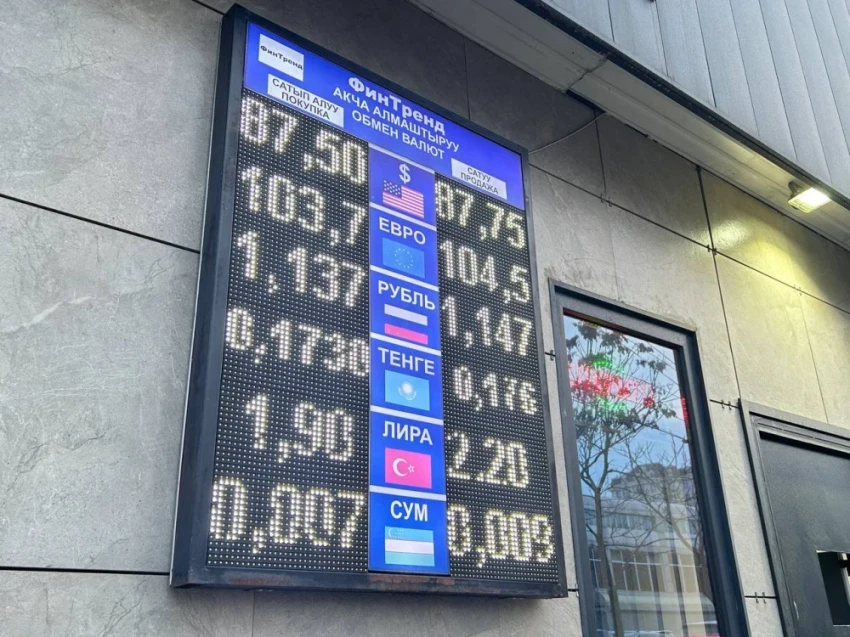 ФинТренд
ФинТренд
АКЧА АЛМАШТЫРУУ
ОБМЕН ВАЛЮТ
САТЫП АЛУУ
ПОКУПКА
САТУУ
ПРОДАЖА
87,50 $ 87,75
103,7 ЕВРО 104,5
1,137 РУБЛЬ 1,147
0,1730 ТЕНГЕ 0,176
1,90 ЛИРА 2.20
0,007 СУМ 0,009